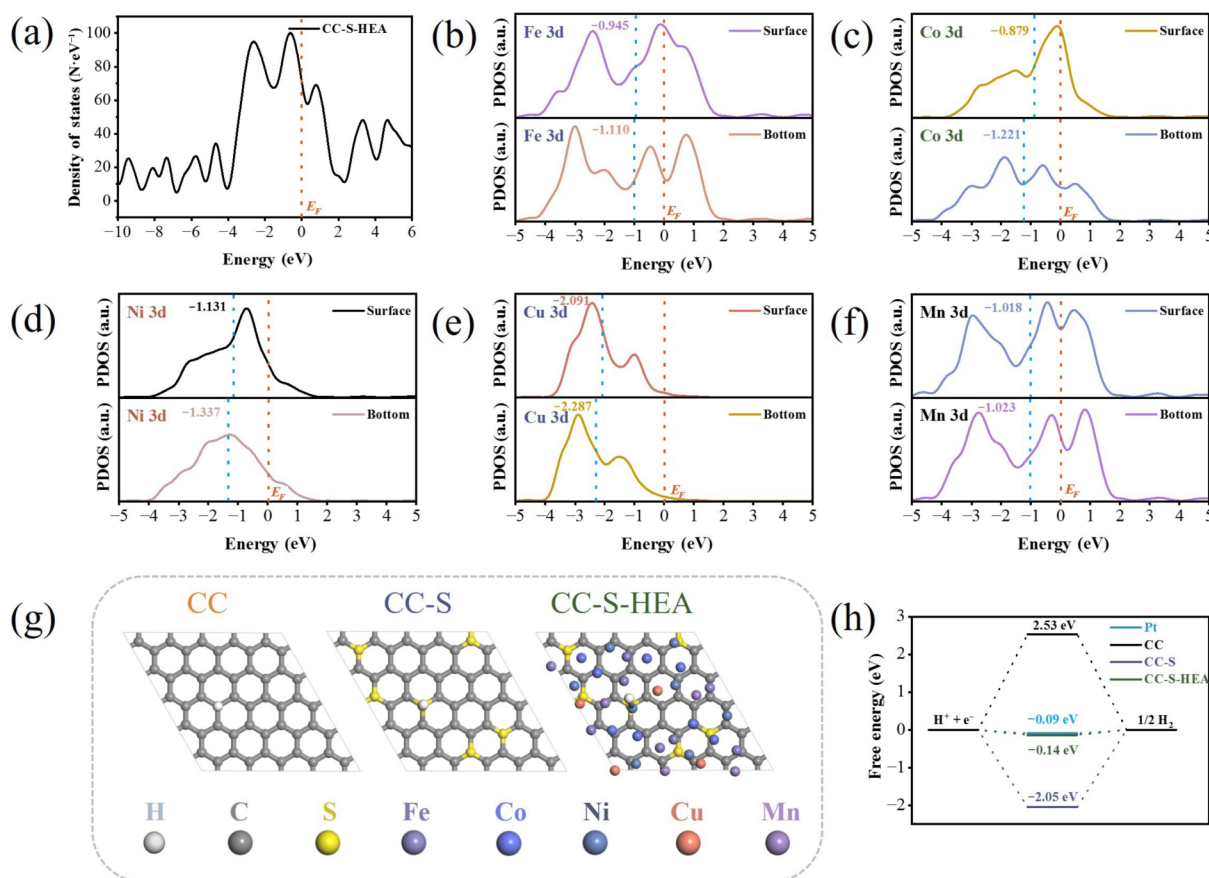 (a)
CC-S-HEA
Density of states (N·eV⁻¹)
100
80
60
40
20
0
E_F
−10 −8 −6 −4 −2 0 2 4 6
Energy (eV)
(b)
Fe 3d
−0.945
Surface
PDOS (a.u.)
Fe 3d
−1.110
Bottom
PDOS (a.u.)
E_F
−5 −4 −3 −2 −1 0 1 2 3 4 5
Energy (eV)
(c)
Co 3d
−0.879
Surface
PDOS (a.u.)
Co 3d
−1.221
Bottom
PDOS (a.u.)
E_F
−5 −4 −3 −2 −1 0 1 2 3 4 5
Energy (eV)
(d)
Ni 3d
−1.131
Surface
PDOS (a.u.)
Ni 3d
−1.337
Bottom
PDOS (a.u.)
E_F
−5 −4 −3 −2 −1 0 1 2 3 4 5
Energy (eV)
(e)
Cu 3d
−2.091
Surface
PDOS (a.u.)
Cu 3d
−2.287
Bottom
PDOS (a.u.)
E_F
−5 −4 −3 −2 −1 0 1 2 3 4 5
Energy (eV)
(f)
Mn 3d
−1.018
Surface
PDOS (a.u.)
Mn 3d
−1.023
Bottom
PDOS (a.u.)
E_F
−5 −4 −3 −2 −1 0 1 2 3 4 5
Energy (eV)
(g)
CC CC-S CC-S-HEA
H C S Fe Co Ni Cu Mn
(h)
Free energy (eV)
3
2
1
0
−1
−2
2.53 eV
Pt
CC
CC-S
CC-S-HEA
H⁺ + e⁻
−0.09 eV
1/2 H₂
−0.14 eV
−2.05 eV